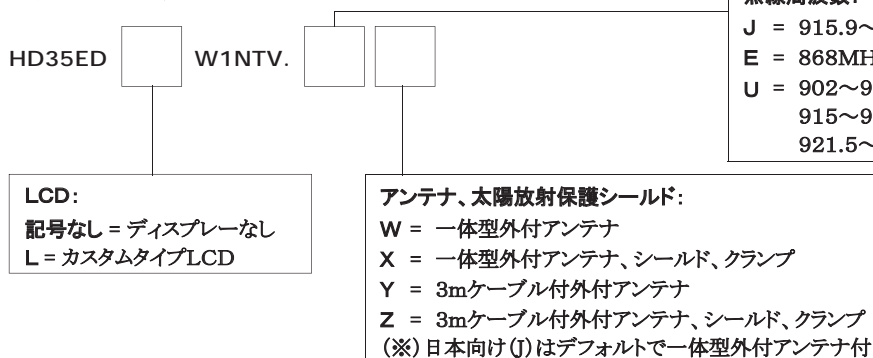 無線周波数:
J = 915.9～
E = 868MH
U = 902～9
915～9
921.5～
HD35ED W1NTV.
LCD:
記号なし = ディスプレーなし
L = カスタムタイプLCD
アンテナ、太陽放射保護シールド:
W = 一体型外付アンテナ
X = 一体型外付アンテナ、シールド、クランプ
Y = 3mケーブル付外付アンテナ
Z = 3mケーブル付外付アンテナ、シールド、クランプ
(※)日本向け(J)はデフォルトで一体型外付アンテナ付